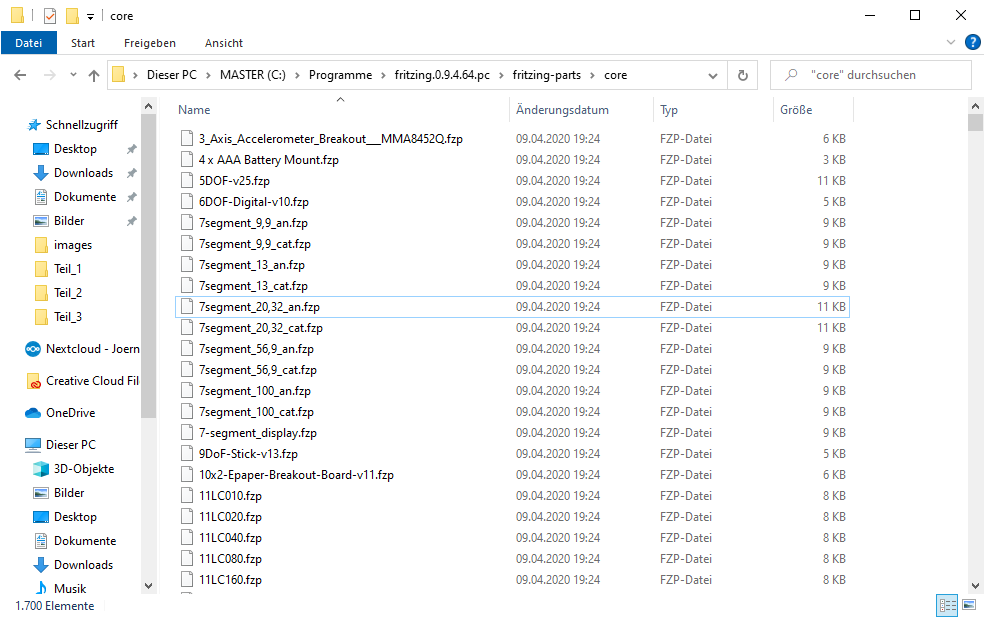 core
Datei Start Freigeben Ansicht
Dieser PC MASTER (C:) Programme fritzing.0.9.4.64.pc fritzing-parts core "core" durchsuchen
Name Änderungsdatum Typ Größe
Schnellzugriff
Desktop
Downloads
Dokumente
Bilder
images
Teil_1
Teil_2
Teil_3
Nextcloud - Joern
Creative Cloud Fil
OneDrive
Dieser PC
3D-Objekte
Bilder
Desktop
Dokumente
Downloads
Musik
3_Axis_Accelerometer_Breakout__MMA8452Q.fzp 09.04.2020 19:24 FZP-Datei 6 KB
4 x AAA Battery Mount.fzp 09.04.2020 19:24 FZP-Datei 3 KB
5DOF-v25.fzp 09.04.2020 19:24 FZP-Datei 11 KB
6DOF-Digital-v10.fzp 09.04.2020 19:24 FZP-Datei 5 KB
7segment_9,9_an.fzp 09.04.2020 19:24 FZP-Datei 9 KB
7segment_9,9_cat.fzp 09.04.2020 19:24 FZP-Datei 9 KB
7segment_13_an.fzp 09.04.2020 19:24 FZP-Datei 9 KB
7segment_13_cat.fzp 09.04.2020 19:24 FZP-Datei 9 KB
7segment_20,32_an.fzp 09.04.2020 19:24 FZP-Datei 11 KB
7segment_20,32_cat.fzp 09.04.2020 19:24 FZP-Datei 11 KB
7segment_56,9_an.fzp 09.04.2020 19:24 FZP-Datei 9 KB
7segment_56,9_cat.fzp 09.04.2020 19:24 FZP-Datei 9 KB
7segment_100_an.fzp 09.04.2020 19:24 FZP-Datei 9 KB
7segment_100_cat.fzp 09.04.2020 19:24 FZP-Datei 9 KB
7-segment_display.fzp 09.04.2020 19:24 FZP-Datei 9 KB
9DoF-Stick-v13.fzp 09.04.2020 19:24 FZP-Datei 5 KB
10x2-Epaper-Breakout-Board-v11.fzp 09.04.2020 19:24 FZP-Datei 6 KB
11LC010.fzp 09.04.2020 19:24 FZP-Datei 8 KB
11LC020.fzp 09.04.2020 19:24 FZP-Datei 8 KB
11LC040.fzp 09.04.2020 19:24 FZP-Datei 8 KB
11LC080.fzp 09.04.2020 19:24 FZP-Datei 8 KB
11LC160.fzp 09.04.2020 19:24 FZP-Datei 8 KB
1.700 Elemente